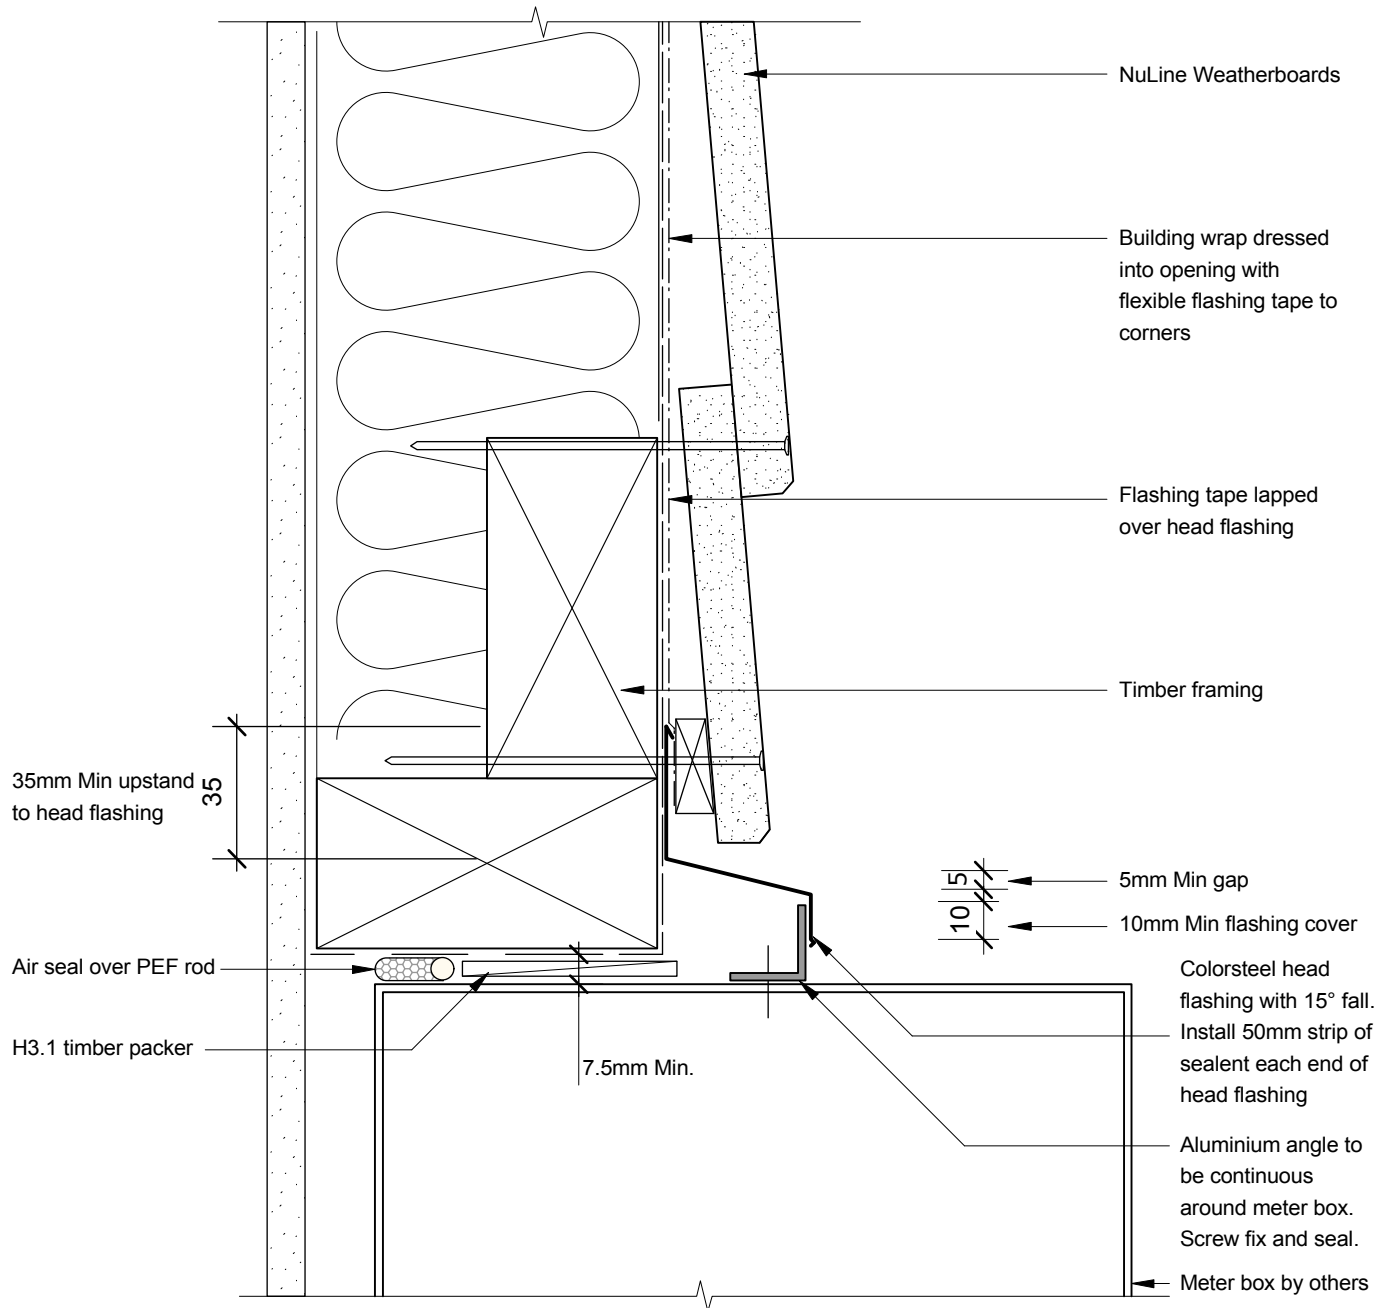 NuLine Weatherboards
Building wrap dressed
into opening with
flexible flashing tape to
corners
Flashing tape lapped
over head flashing
Timber framing
35mm Min upstand
to head flashing
35
5
5mm Min gap
10
10mm Min flashing cover
Air seal over PEF rod
H3.1 timber packer
7.5mm Min.
Colorsteel head
flashing with 15° fall.
Install 50mm strip of
sealent each end of
head flashing
Aluminium angle to
be continuous
around meter box.
Screw fix and seal.
Meter box by others